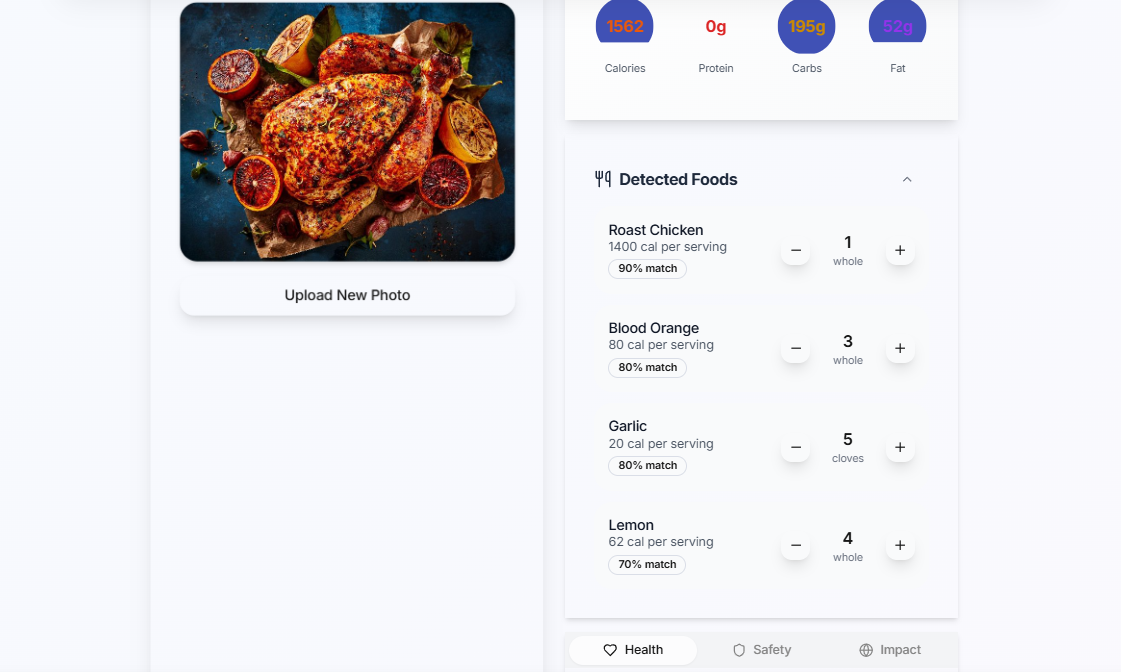 1562
0g
195g
52g
Calories
Protein
Carbs
Fat
Upload New Photo
Detected Foods
Roast Chicken
1400 cal per serving
90% match
1
whole
Blood Orange
80 cal per serving
80% match
3
whole
Garlic
20 cal per serving
80% match
5
cloves
Lemon
62 cal per serving
70% match
4
whole
Health
Safety
Impact